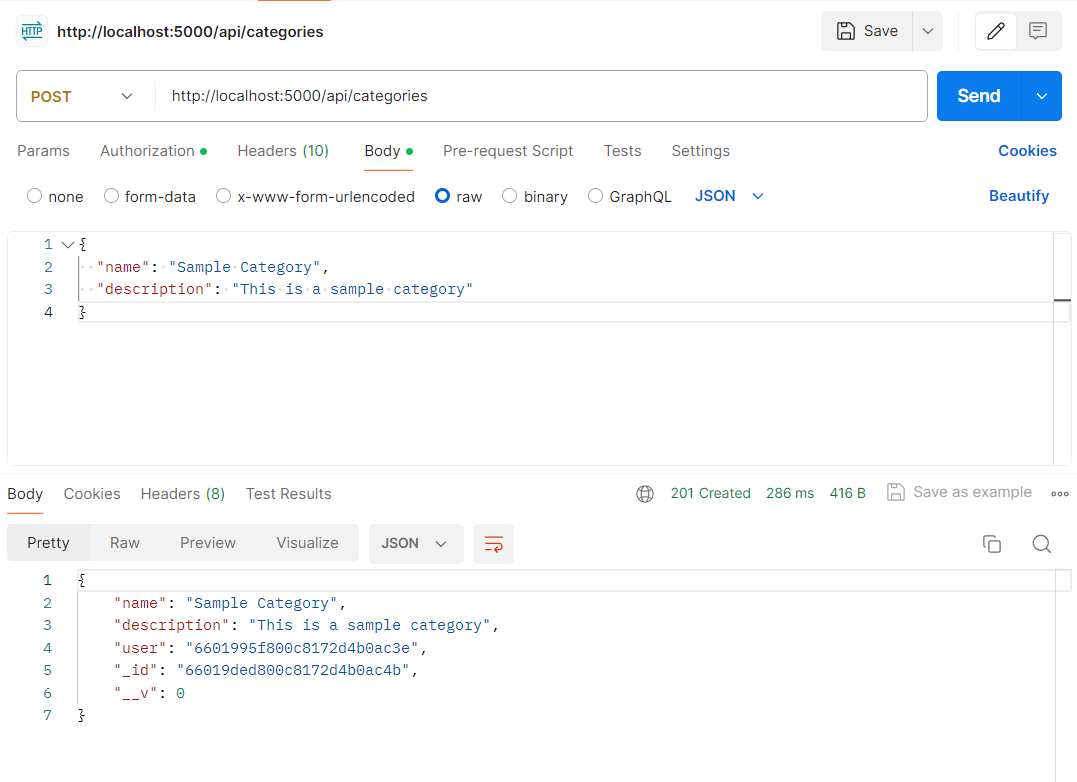 HTTP http://localhost:5000/api/categories Save
POST http://localhost:5000/api/categories Send
Params Authorization Headers (10) Body Pre-request Script Tests Settings Cookies
none form-data x-www-form-urlencoded raw binary GraphQL JSON Beautify
1 {
2 "name": "Sample Category",
3 "description": "This is a sample category"
4 }
Body Cookies Headers (8) Test Results 201 Created 286 ms 416 B Save as example
Pretty Raw Preview Visualize JSON
1 {
2 "name": "Sample Category",
3 "description": "This is a sample category",
4 "user": "6601995f800c8172d4b0ac3e",
5 "_id": "66019ded800c8172d4b0ac4b",
6 "__v": 0
7 }